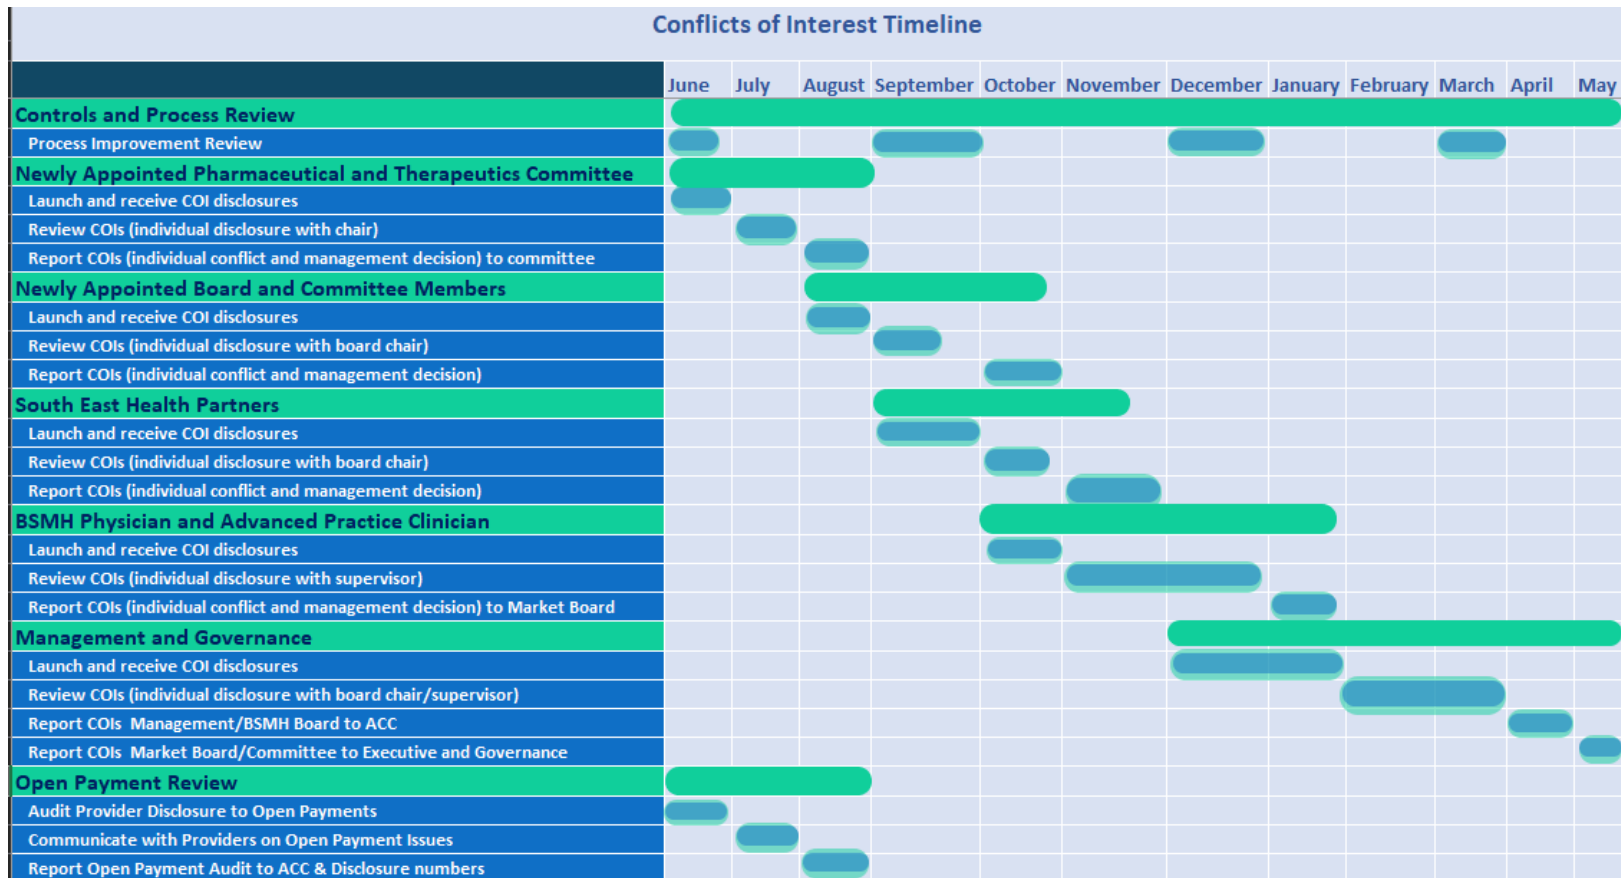 Conflicts of Interest Timeline
June July August September October November December January February March April May
Controls and Process Review
Process Improvement Review
Newly Appointed Pharmaceutical and Therapeutics Committee
Launch and receive COI disclosures
Review COIs (individual disclosure with chair)
Report COIs (individual conflict and management decision) to committee
Newly Appointed Board and Committee Members
Launch and receive COI disclosures
Review COIs (individual disclosure with board chair)
Report COIs (individual conflict and management decision)
South East Health Partners
Launch and receive COI disclosures
Review COIs (individual disclosure with board chair)
Report COIs (individual conflict and management decision)
BSMH Physician and Advanced Practice Clinician
Launch and receive COI disclosures
Review COIs (individual disclosure with supervisor)
Report COIs (individual conflict and management decision) to Market Board
Management and Governance
Launch and receive COI disclosures
Review COIs (individual disclosure with board chair/supervisor)
Report COIs Management/BSMH Board to ACC
Report COIs Market Board/Committee to Executive and Governance
Open Payment Review
Audit Provider Disclosure to Open Payments
Communicate with Providers on Open Payment Issues
Report Open Payment Audit to ACC & Disclosure numbers